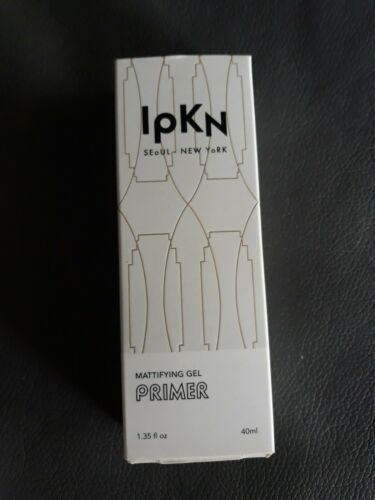 IpKN
SEoUL - NEW YoRK
MATTIFYING GEL
PRIMER
1.35 fl oz 40ml